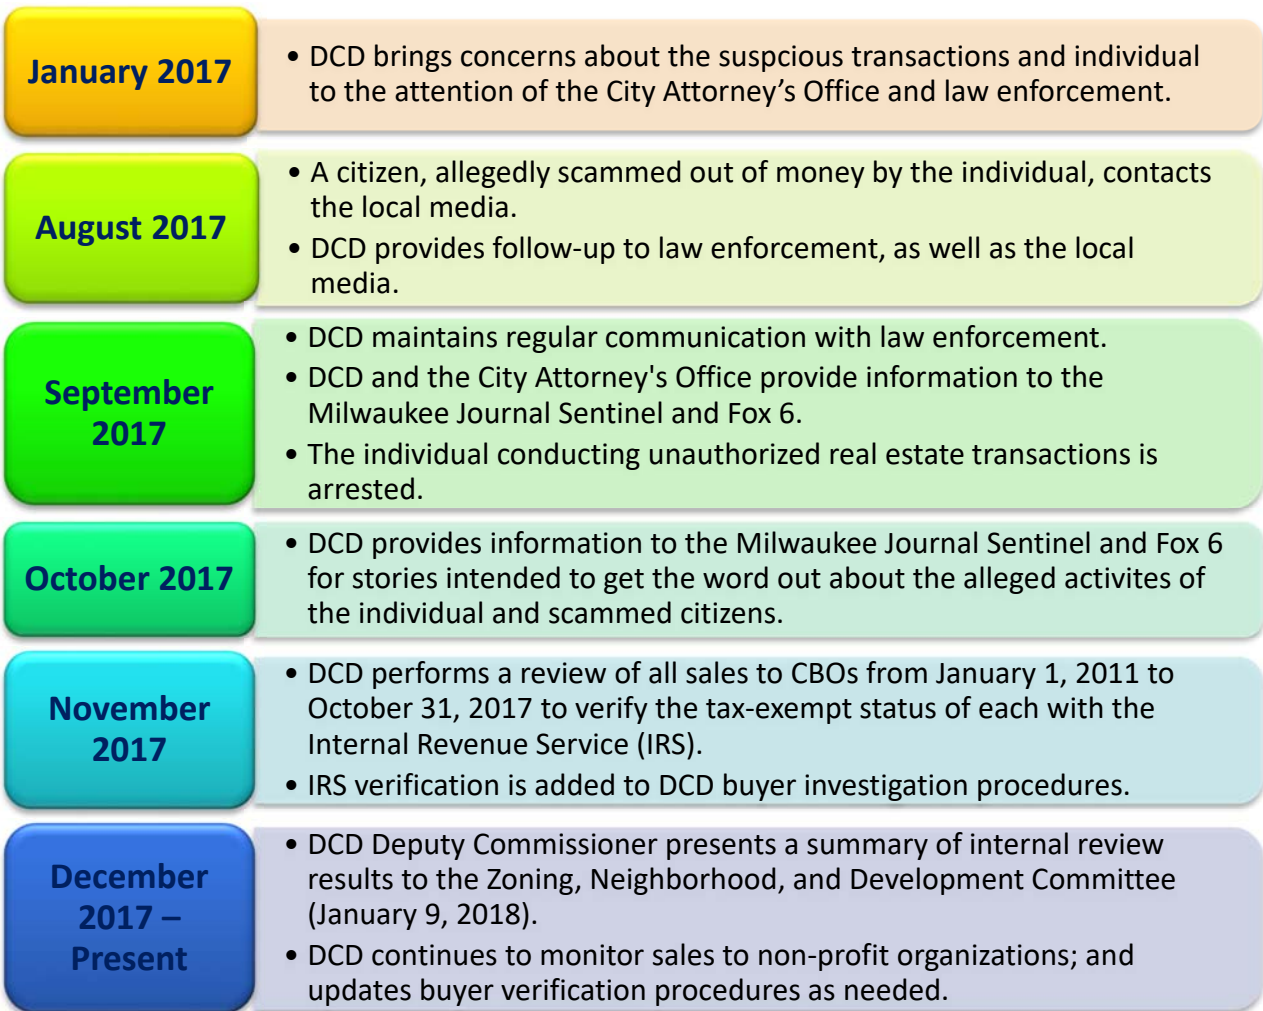 January 2017
• DCD brings concerns about the suspcious transactions and individual
to the attention of the City Attorney’s Office and law enforcement.
August 2017
• A citizen, allegedly scammed out of money by the individual, contacts
the local media.
• DCD provides follow-up to law enforcement, as well as the local
media.
September
2017
• DCD maintains regular communication with law enforcement.
• DCD and the City Attorney's Office provide information to the
Milwaukee Journal Sentinel and Fox 6.
• The individual conducting unauthorized real estate transactions is
arrested.
October 2017
• DCD provides information to the Milwaukee Journal Sentinel and Fox 6
for stories intended to get the word out about the alleged activites of
the individual and scammed citizens.
November
2017
• DCD performs a review of all sales to CBOs from January 1, 2011 to
October 31, 2017 to verify the tax-exempt status of each with the
Internal Revenue Service (IRS).
• IRS verification is added to DCD buyer investigation procedures.
December
2017 –
Present
• DCD Deputy Commissioner presents a summary of internal review
results to the Zoning, Neighborhood, and Development Committee
(January 9, 2018).
• DCD continues to monitor sales to non-profit organizations; and
updates buyer verification procedures as needed.